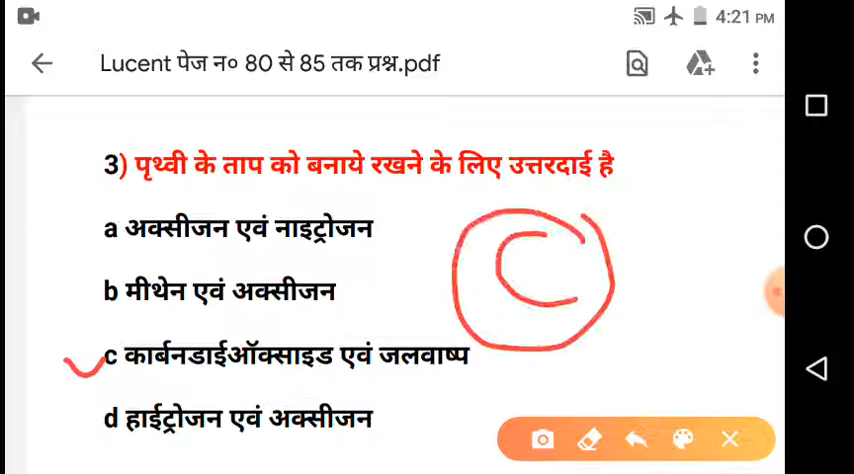 4:21 PM
Lucent पेज न० 80 से 85 तक प्रश्न.pdf
3) पृथ्वी के ताप को बनाये रखने के लिए उत्तरदाई है
a अक्सीजन एवं नाइट्रोजन
b मीथेन एवं अक्सीजन
c कार्बनडाईऑक्साइड एवं जलवाष्प
d हाईट्रोजन एवं अक्सीजन
C